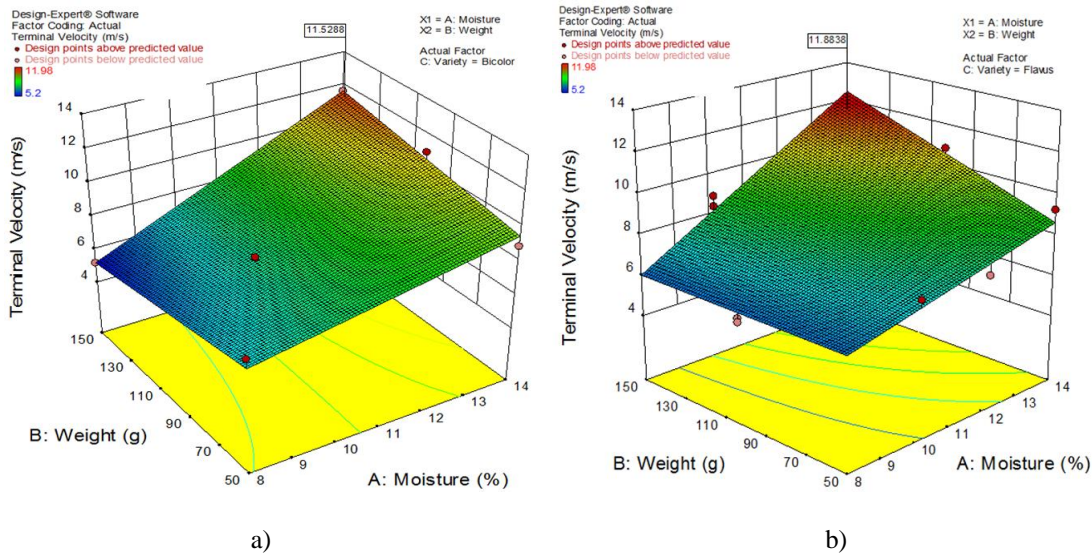 Design-Expert® Software
Factor Coding: Actual
Terminal Velocity (m/s)
Design points above predicted value
Design points below predicted value
11.98
5.2
X1 = A: Moisture
X2 = B: Weight
Actual Factor
C: Variety = Bicolor
11.5288
14
12
10
8
6
4
Terminal Velocity (m/s)
150
130
110
90
70
50
B: Weight (g)
8
9
10
11
12
13
14
A: Moisture (%)
a)
Design-Expert® Software
Factor Coding: Actual
Terminal Velocity (m/s)
Design points above predicted value
Design points below predicted value
11.98
5.2
X1 = A: Moisture
X2 = B: Weight
Actual Factor
C: Variety = Flavus
11.8838
14
12
10
8
6
4
Terminal Velocity (m/s)
150
130
110
90
70
50
B: Weight (g)
8
9
10
11
12
13
14
A: Moisture (%)
b)